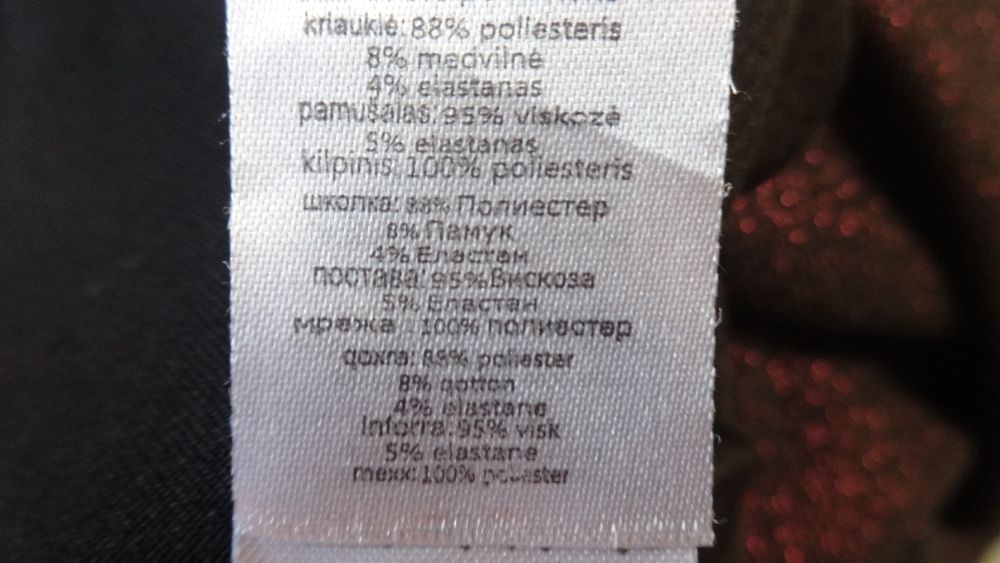 kriauklė: 88% poliesteris
8% medvilnė
4% elastanas
pamušalas: 95% viskozė
5% elastanas
kilpinis: 100% poliesteris
школка: 88% Полиестер
8% Памук
4% Еластан
постава: 95% Вискоза
5% Еластан
мрежа : 100% полиестер
qoxra: 88% poliester
8% qotton
4% elastane
Inforra: 95% visk
5% elastane
mexx: 100% poliester